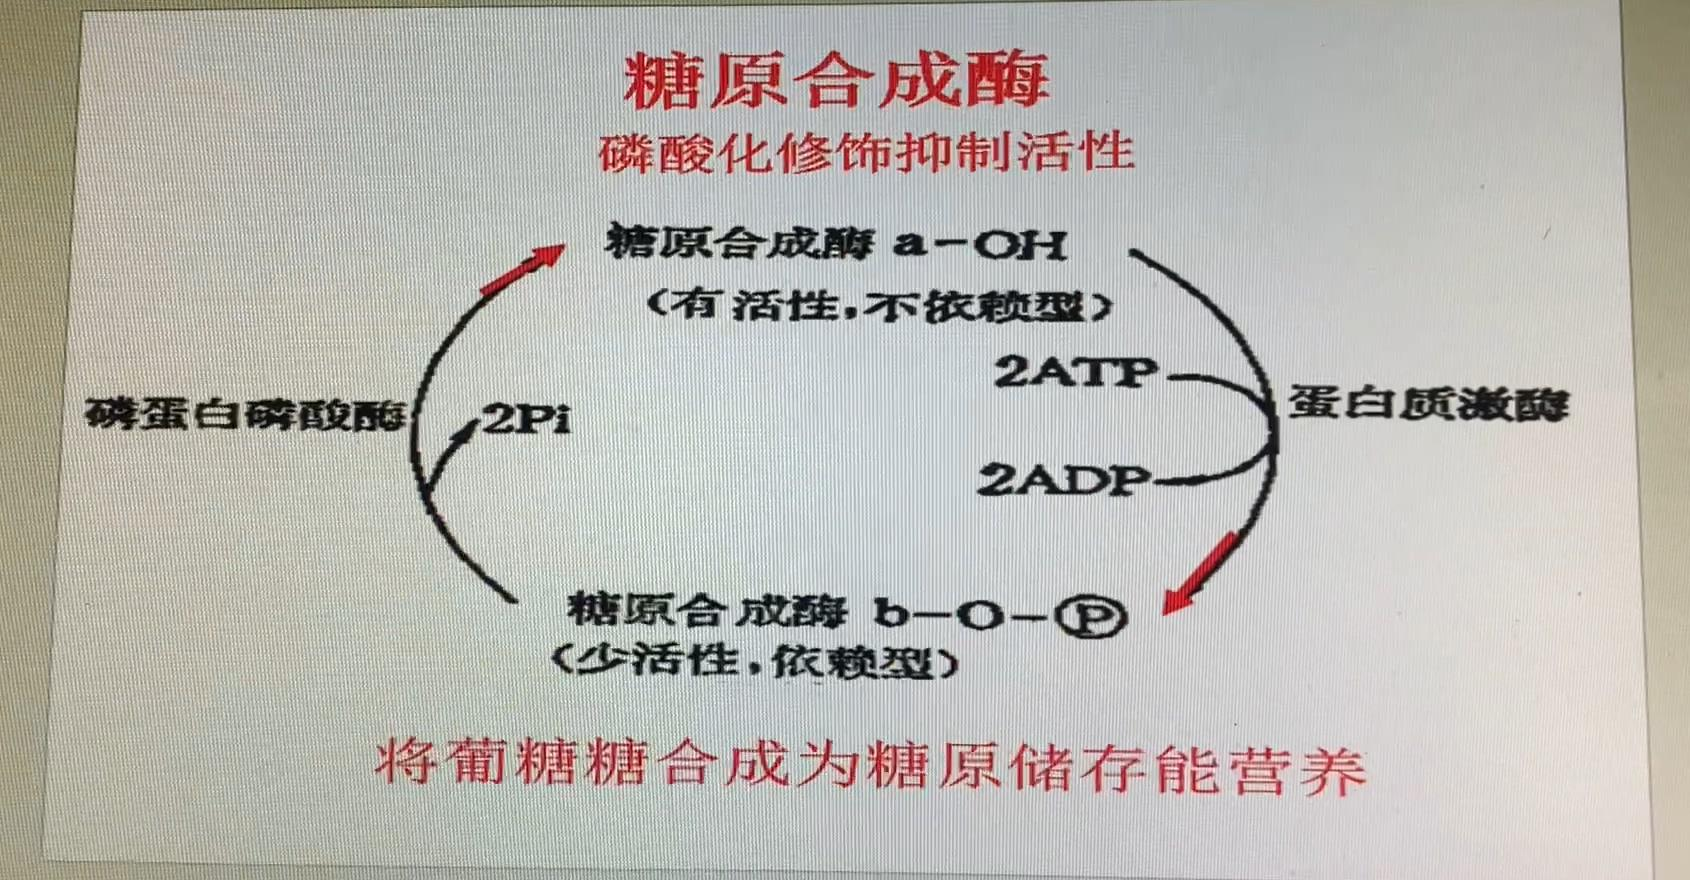 糖原合成酶
磷酸化修饰抑制活性
糖原合成酶 a-OH
(有活性,不依赖型)
2ATP
磷蛋白磷酸酶
2Pi
蛋白质激酶
2ADP
糖原合成酶 b-O-Ⓟ
(少活性,依赖型)
将葡糖糖合成为糖原储存能营养